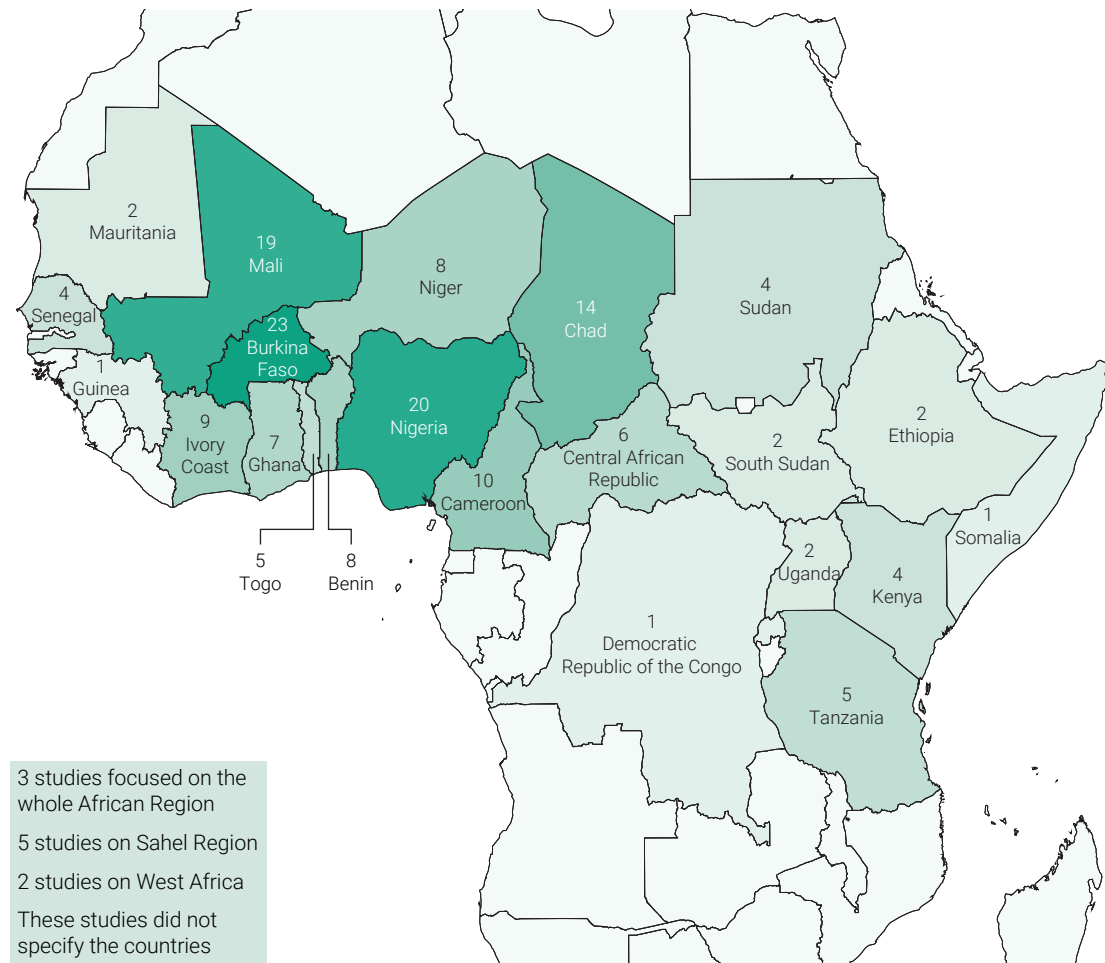 2
Mauritania
19
Mali
8
Niger
14
Chad
4
Sudan
4
Senegal
23
Burkina
Faso
1
Guinea
20
Nigeria
2
Ethiopia
9
Ivory
Coast
7
Ghana
6
Central African
Republic
2
South Sudan
10
Cameroon
1
Somalia
5
Togo
8
Benin
2
Uganda
4
Kenya
1
Democratic
Republic of the Congo
5
Tanzania
3 studies focused on the
whole African Region
5 studies on Sahel Region
2 studies on West Africa
These studies did not
specify the countries